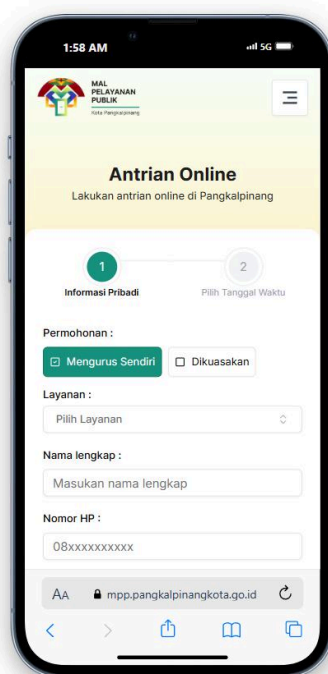 1:58 AM
5G
MAL
PELAYANAN
PUBLIK
Kota Pangkalpinang
Antrian Online
Lakukan antrian online di Pangkalpinang
1
2
Informasi Pribadi
Pilih Tanggal Waktu
Permohonan :
Mengurus Sendiri
Dikuasakan
Layanan :
Pilih Layanan
Nama lengkap :
Masukan nama lengkap
Nomor HP :
08xxxxxxxxxx
AA mpp.pangkalpinangkota.go.id